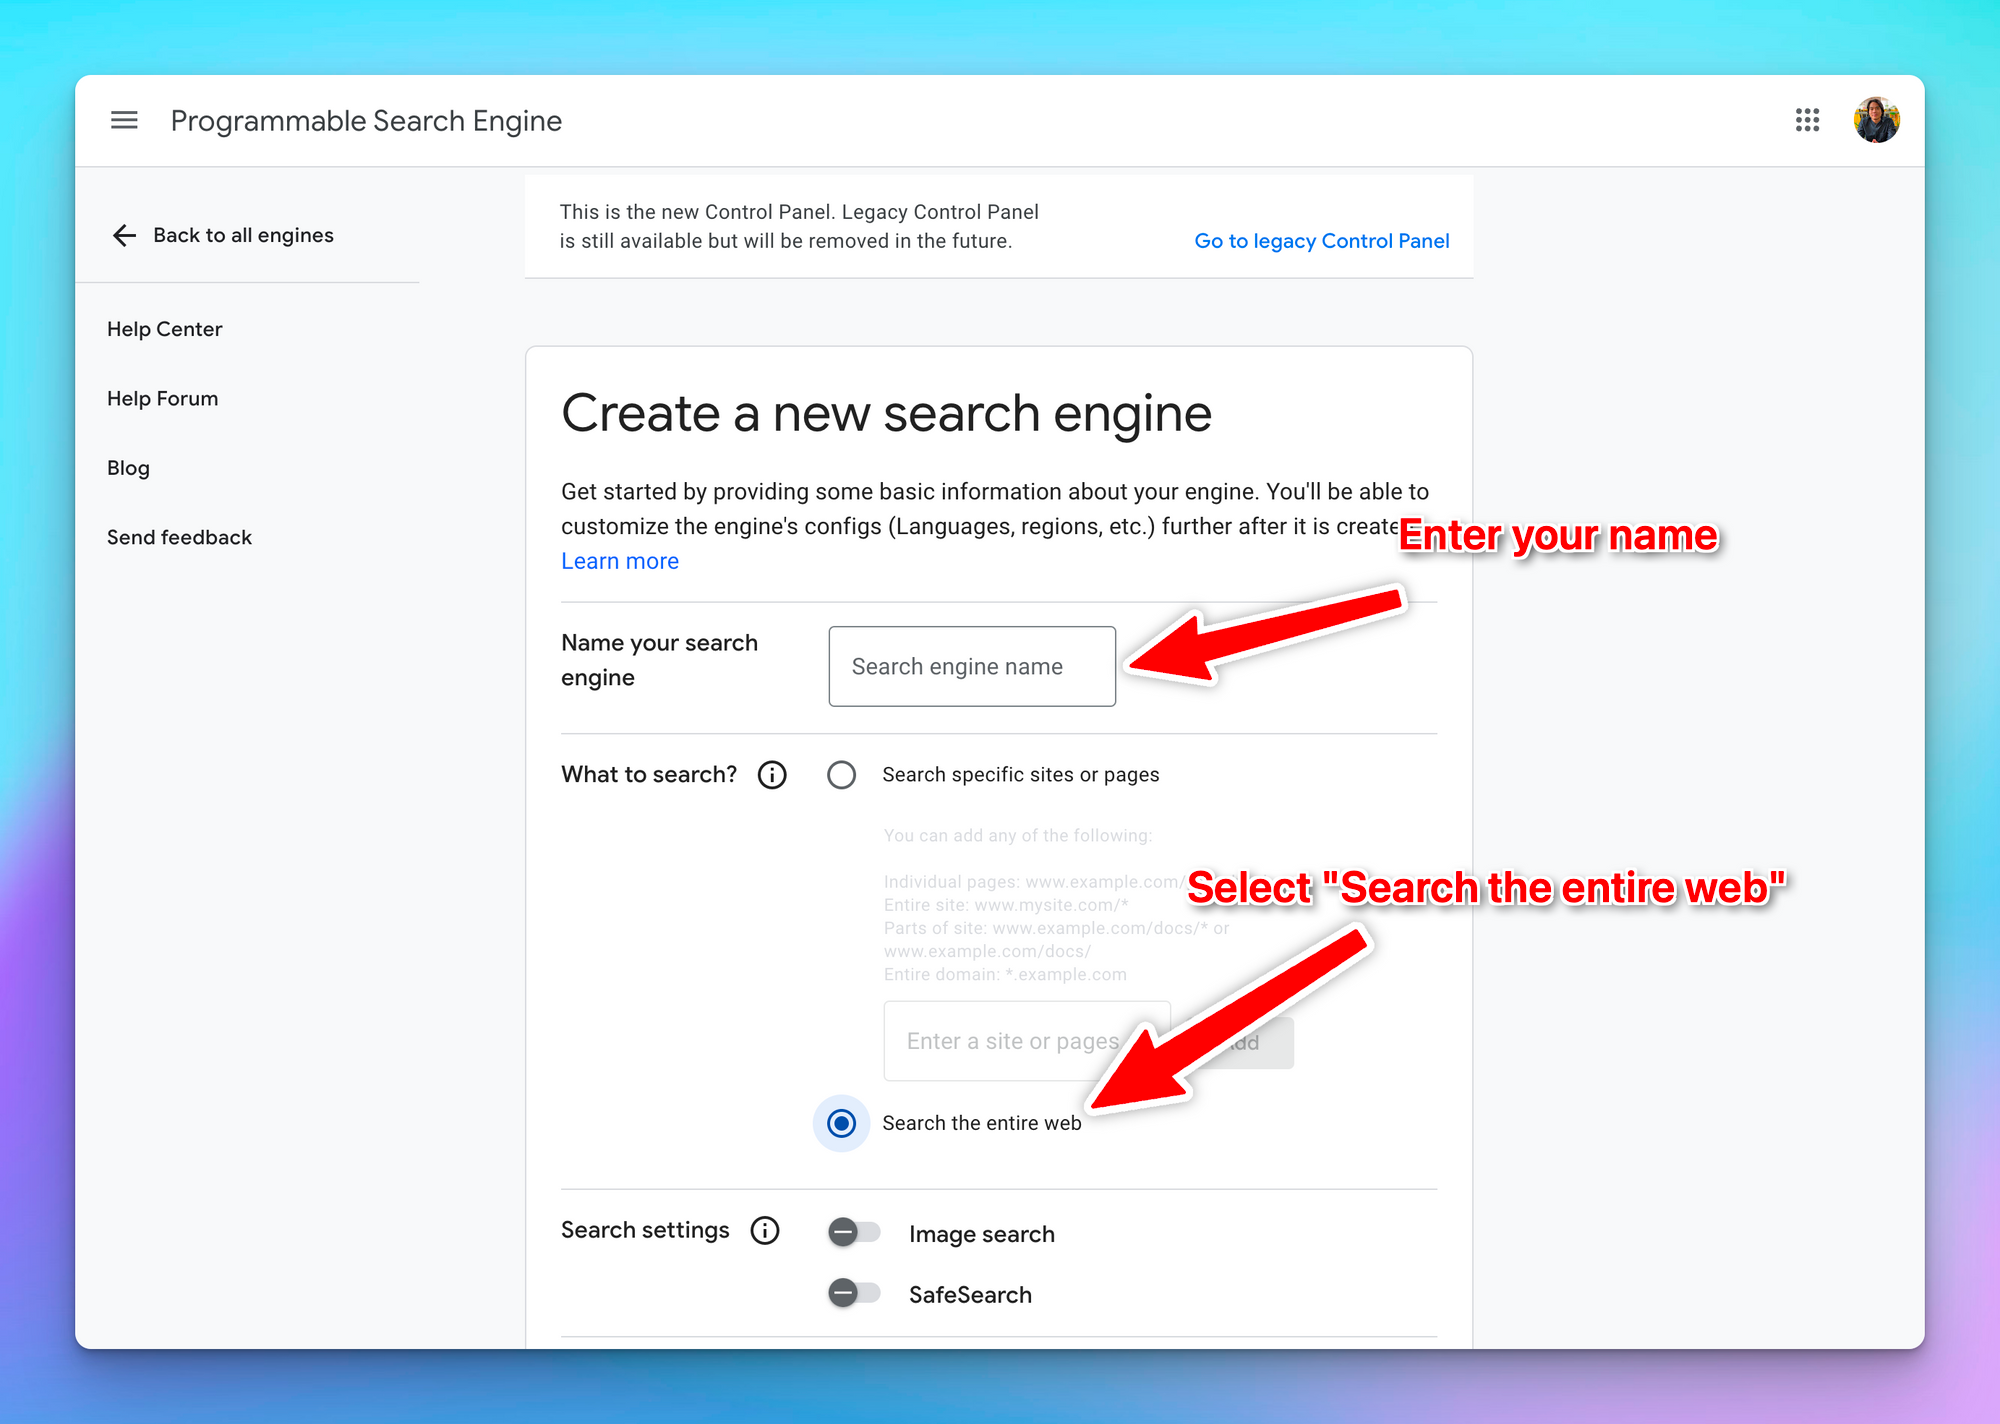 Programmable Search Engine
Back to all engines
Help Center
Help Forum
Blog
Send feedback
This is the new Control Panel. Legacy Control Panel
is still available but will be removed in the future.
Go to legacy Control Panel
Create a new search engine
Get started by providing some basic information about your engine. You'll be able to
customize the engine's configs (Languages, regions, etc.) further after it is
Learn more
Enter your name
Name your search
engine
Search engine name
What to search?
Search specific sites or pages
You can add any of the following:
Individual pages: www.example.com/
Select "Search the entire web"
Entire site: www.mysite.com/*
Parts of site: www.example.com/docs/* or
www.example.com/docs/
Entire domain: *.example.com
Enter a site or pages
Search the entire web
Search settings
Image search
SafeSearch